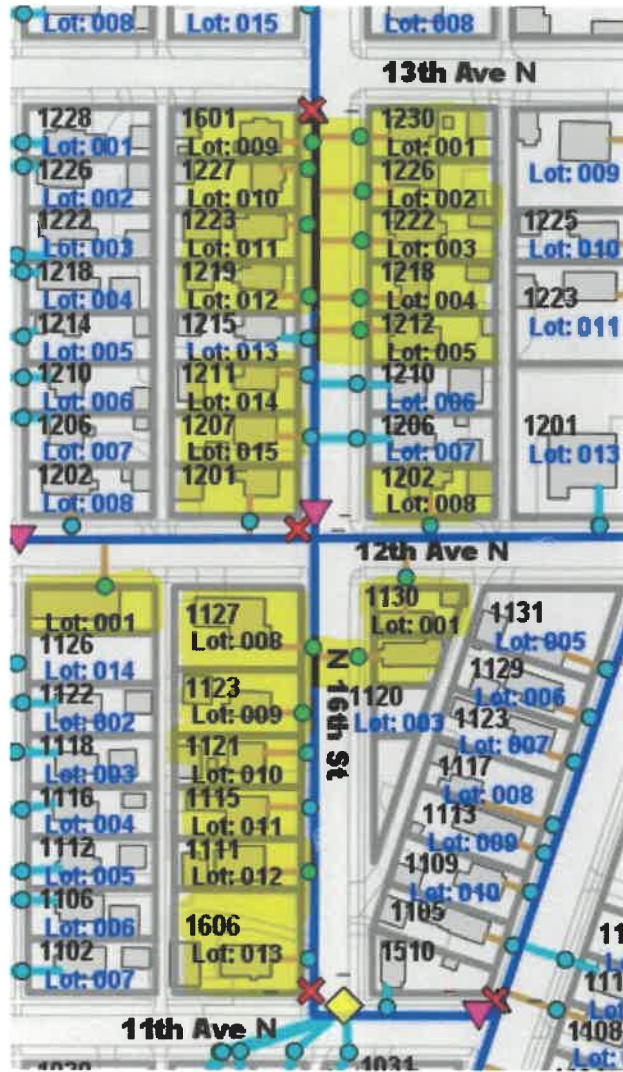 Lot: 008
Lot: 015
Lot: 008
13th Ave N
1228
Lot: 001
1226
Lot: 002
1222
Lot: 003
1218
Lot: 004
1214
Lot: 005
1210
Lot: 006
1206
Lot: 007
1202
Lot: 008
1601
Lot: 009
1227
Lot: 010
1223
Lot: 011
1219
Lot: 012
1215
Lot: 013
1211
Lot: 014
1207
Lot: 015
1201
1230
Lot: 001
1226
Lot: 002
1222
Lot: 003
1218
Lot: 004
1212
Lot: 005
1210
Lot: 006
1206
Lot: 007
1202
Lot: 008
Lot: 009
1225
Lot: 010
1223
Lot: 011
1201
Lot: 013
12th Ave N
Lot: 001
1126
Lot: 014
1122
Lot: 002
1118
Lot: 003
1116
Lot: 004
1112
Lot: 005
1106
Lot: 006
1102
Lot: 007
1127
Lot: 008
1123
Lot: 009
1121
Lot: 010
1115
Lot: 011
1111
Lot: 012
1606
Lot: 013
N 16th St
1130
Lot: 001
1120
Lot: 003
1131
Lot: 005
1129
Lot: 006
1123
Lot: 007
1117
Lot: 008
1113
Lot: 009
1109
Lot: 010
1105
1510
11th Ave N
1408
1031